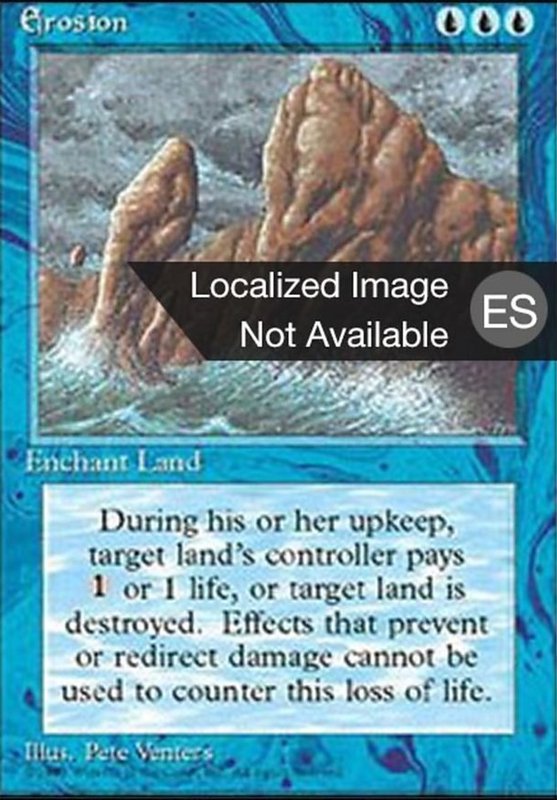 Erosion
Localized Image
Not Available
ES
Enchant Land
During his or her upkeep,
target land's controller pays
1 or 1 life, or target land is
destroyed. Effects that prevent
or redirect damage cannot be
used to counter this loss of life.
Illus. Pete Venters